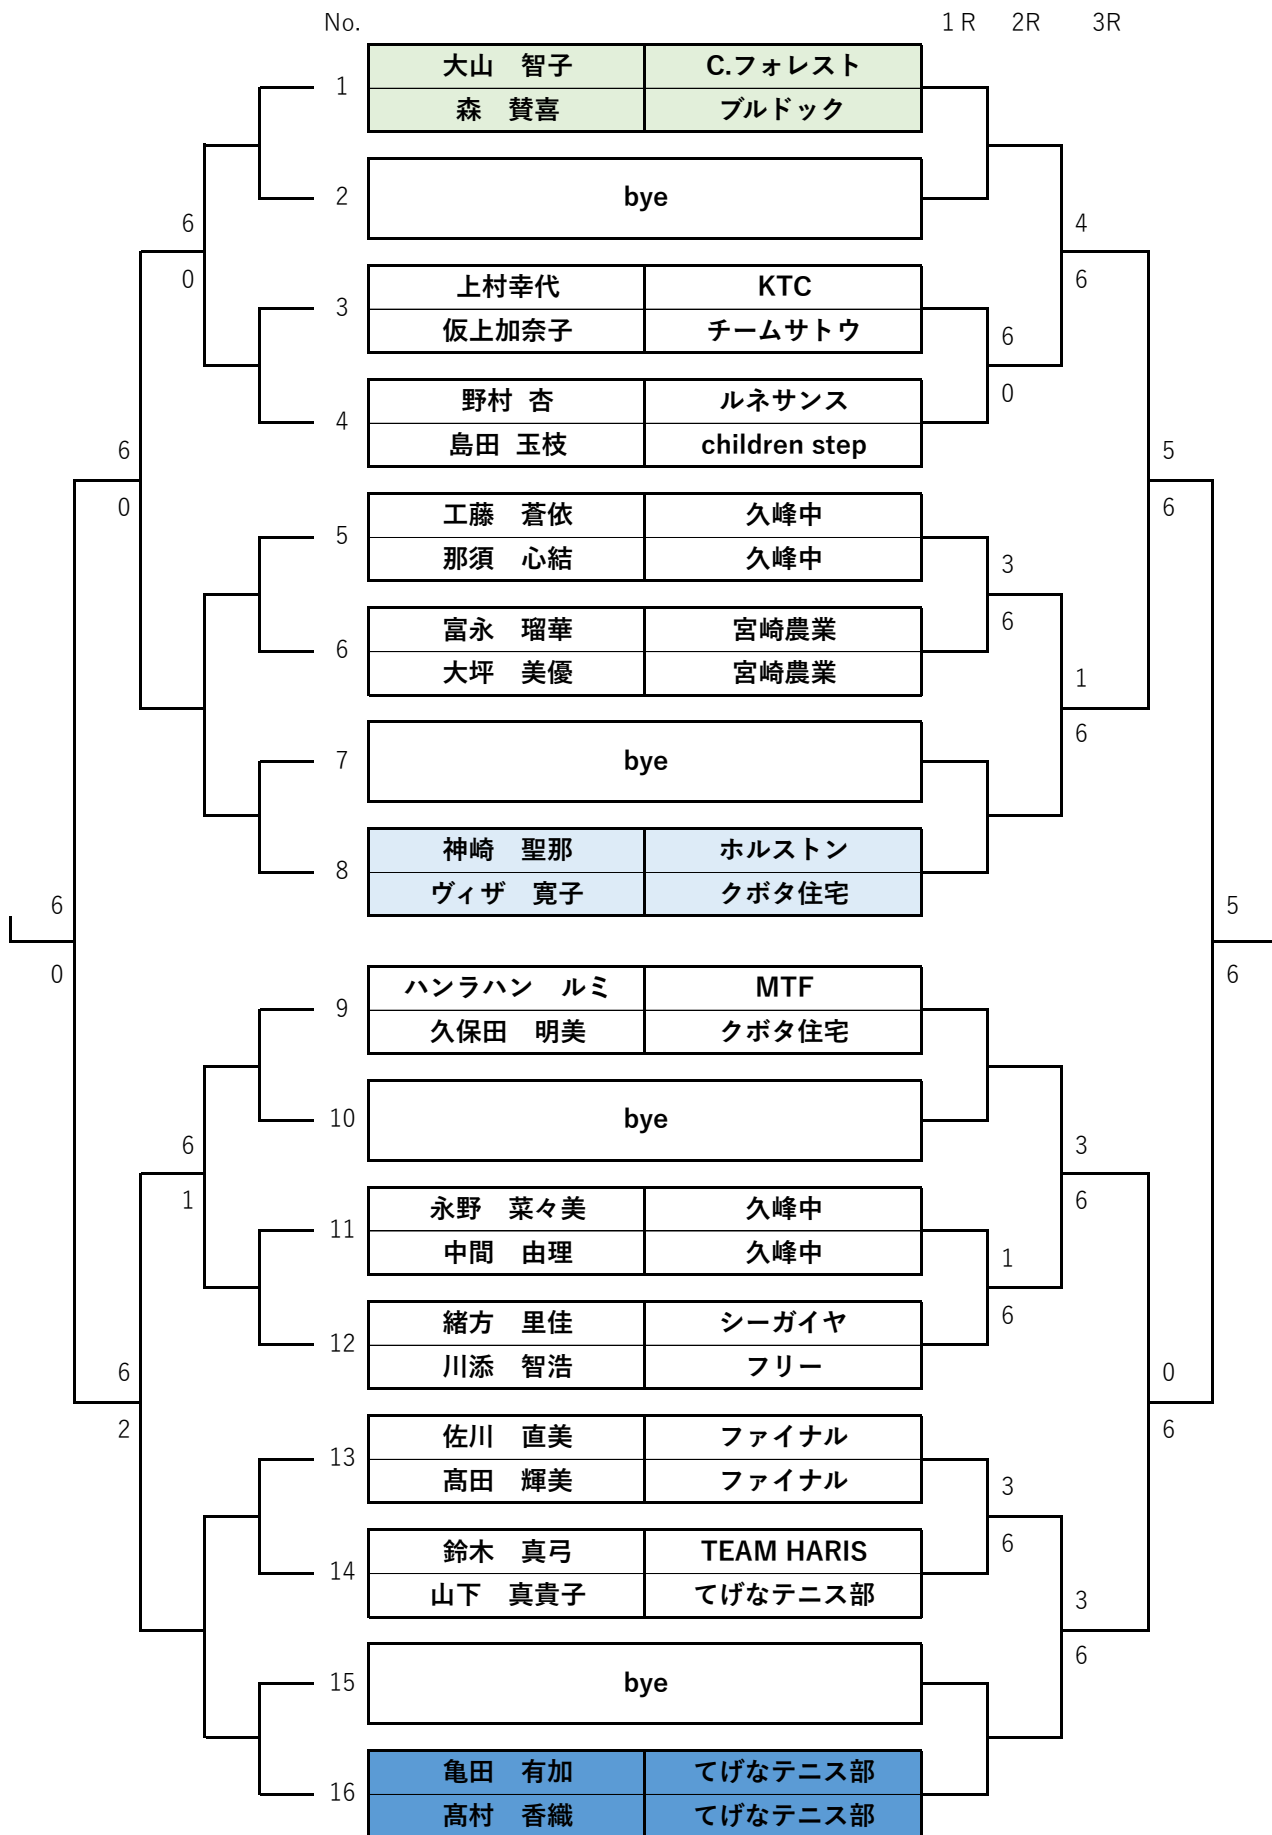 No. 1 R 2R 3R
1 大山　智子 C.フォレスト
森　賛喜 ブルドック
2 bye
6 4
0 6
3 上村幸代 KTC
仮上加奈子 チームサトウ
6
0
4 野村 杏 ルネサンス
島田 玉枝 children step
6 5
0 6
5 工藤　蒼依 久峰中
那須　心結 久峰中
3
6
6 富永　瑠華 宮崎農業
大坪　美優 宮崎農業
1
6
7 bye
8 神崎　聖那 ホルストン
ヴィザ　寛子 クボタ住宅
6 5
0 6
9 ハンラハン　ルミ MTF
久保田　明美 クボタ住宅
10 bye
6 3
1 6
11 永野　菜々美 久峰中
中間　由理 久峰中
1
6
12 緒方　里佳 シーガイヤ
川添　智浩 フリー
6 0
2 6
13 佐川　直美 ファイナル
髙田　輝美 ファイナル
3
6
14 鈴木　真弓 TEAM HARIS
山下　真貴子 てげなテニス部
3
6
15 bye
16 亀田　有加 てげなテニス部
髙村　香織 てげなテニス部